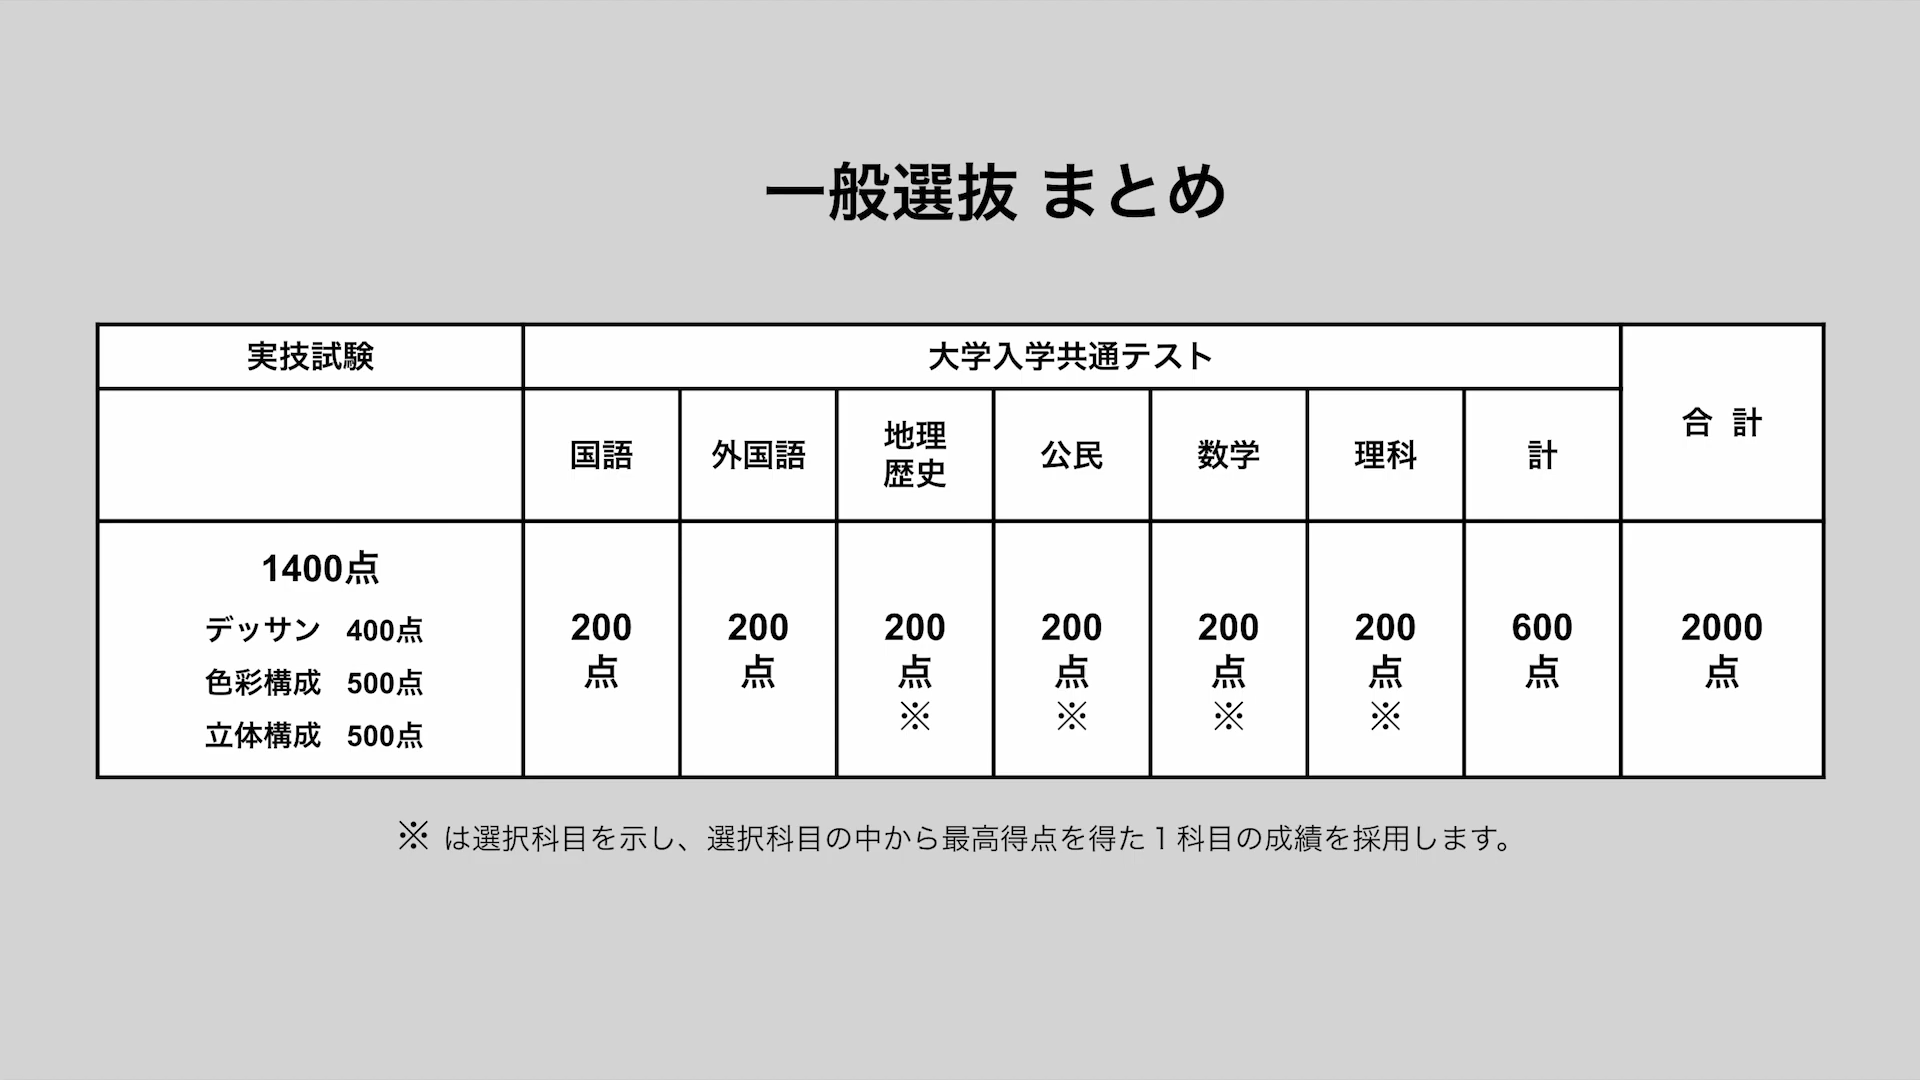 一般選抜 まとめ
実技試験
大学入学共通テスト
合 計
国語
外国語
地理
歴史
公民
数学
理科
計
1400点
デッサン 400点
色彩構成 500点
立体構成 500点
200
点
200
点
200
点
※
200
点
※
200
点
※
200
点
※
600
点
2000
点
※ は選択科目を示し、選択科目の中から最高得点を得た１科目の成績を採用します。